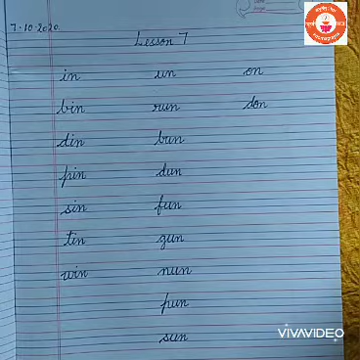 7-10-2020.
Lesson 7
in un on
bin run don
din bun
pin dun
sin fun
tin gun
win nun
pun
sun
VIVAVIDEO